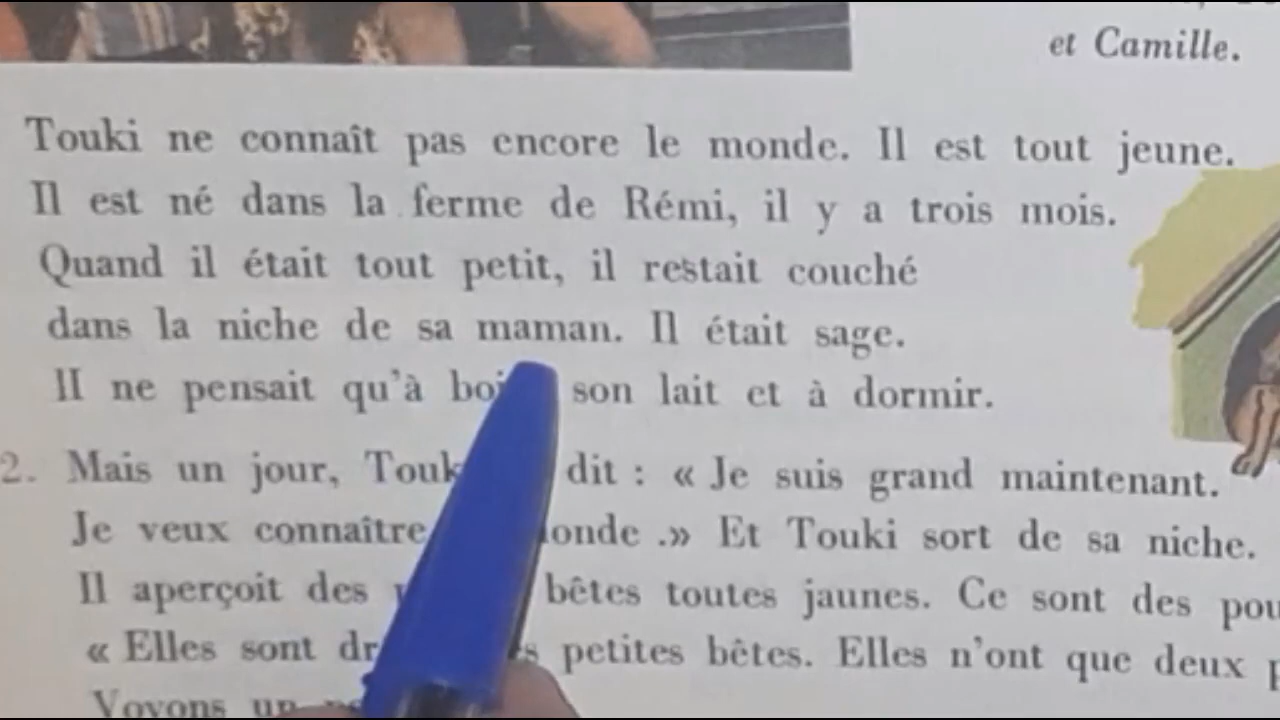 et Camille.
Touki ne connaît pas encore le monde. Il est tout jeune.
Il est né dans la ferme de Rémi, il y a trois mois.
Quand il était tout petit, il restait couché
dans la niche de sa maman. Il était sage.
Il ne pensait qu'à son lait et à dormir.
2. Mais un jour, dit : « Je suis grand maintenant.
Je veux connaître .» Et Touki sort de sa niche.
Il aperçoit des bêtes toutes jaunes. Ce sont des
« Elles sont petites bêtes. Elles n'ont que deux
Voyons un